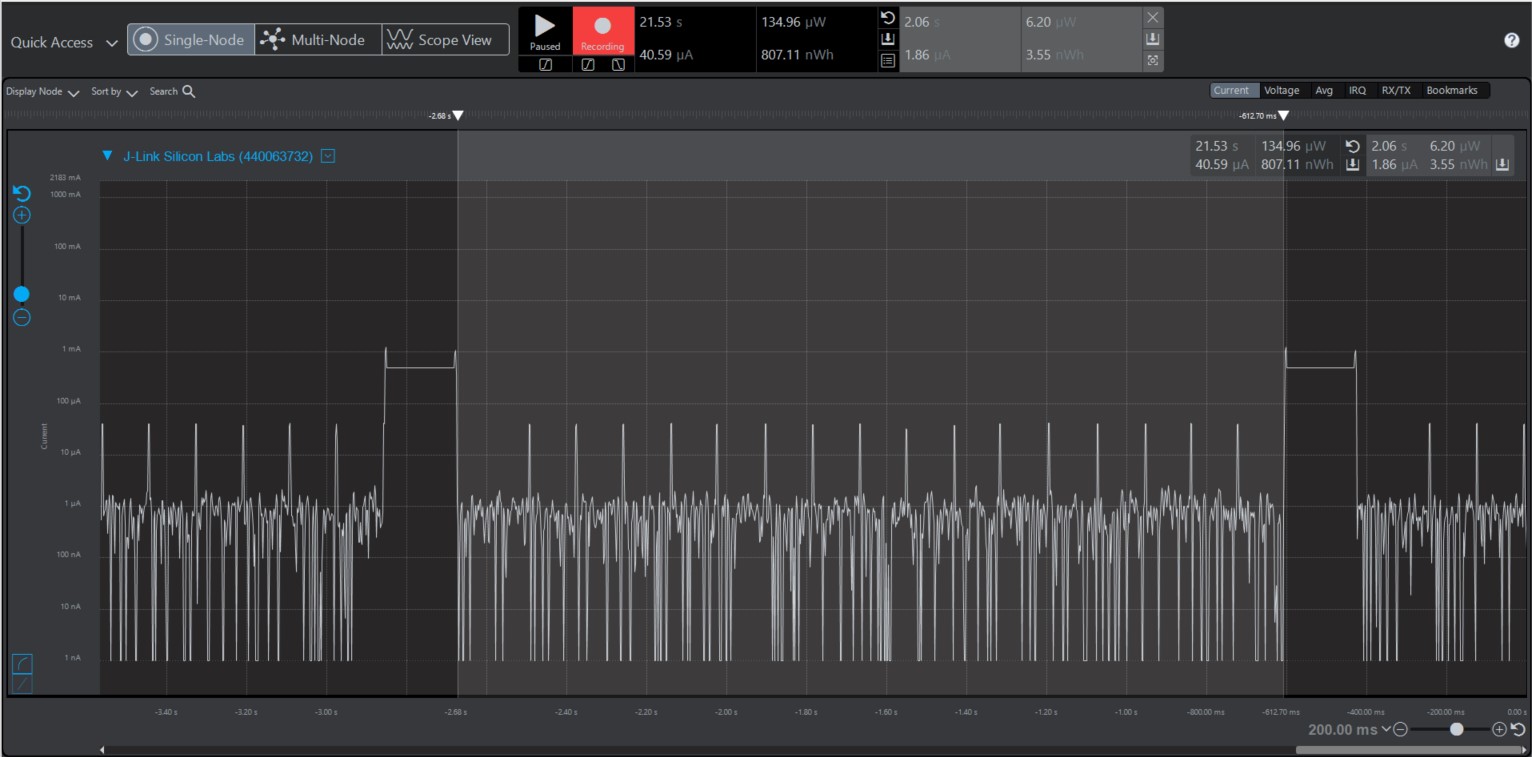 Quick Access
Single-Node
Multi-Node
Scope View
Paused
Recording
21.53 s
134.96 µW
40.59 µA
807.11 nWh
2.06 s
6.20 µW
1.86 µA
3.55 nWh
?
Display Node
Sort by
Search
Current
Voltage
Avg
IRQ
RX/TX
Bookmarks
-2.68 s
-612.70 ms
J-Link Silicon Labs (440063732)
21.53 s 134.96 µW 2.06 s 6.20 µW
40.59 µA 807.11 nWh 1.86 µA 3.55 nWh
2183 mA
1000 mA
100 mA
10 mA
1 mA
100 µA
Current
10 µA
1 µA
100 nA
10 nA
1 nA
-3.40 s
-3.20 s
-3.00 s
-2.68 s
-2.40 s
-2.20 s
-2.00 s
-1.80 s
-1.60 s
-1.40 s
-1.20 s
-1.00 s
-800.00 ms
-612.70 ms
-400.00 ms
-200.00 ms
0.00 s
200.00 ms